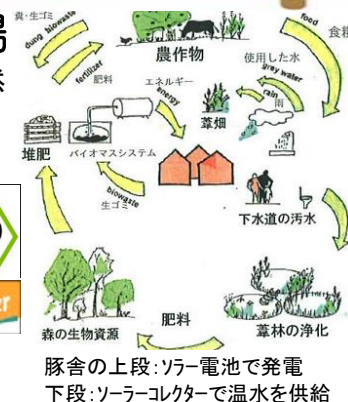 糞・生ゴミ
dung biowaste
food
食糧
農作物
使用した水
gray water
fertilizer
肥料
エネルギー
energy
rain
雨
葦畑
堆肥
バイオマスシステム
biowaste
生ゴミ
下水道の汚水
森の生物資源
肥料
葦林の浄化
豚舎の上段:ソラー電池で発電
下段:ソーラーコレクターで温水を供給